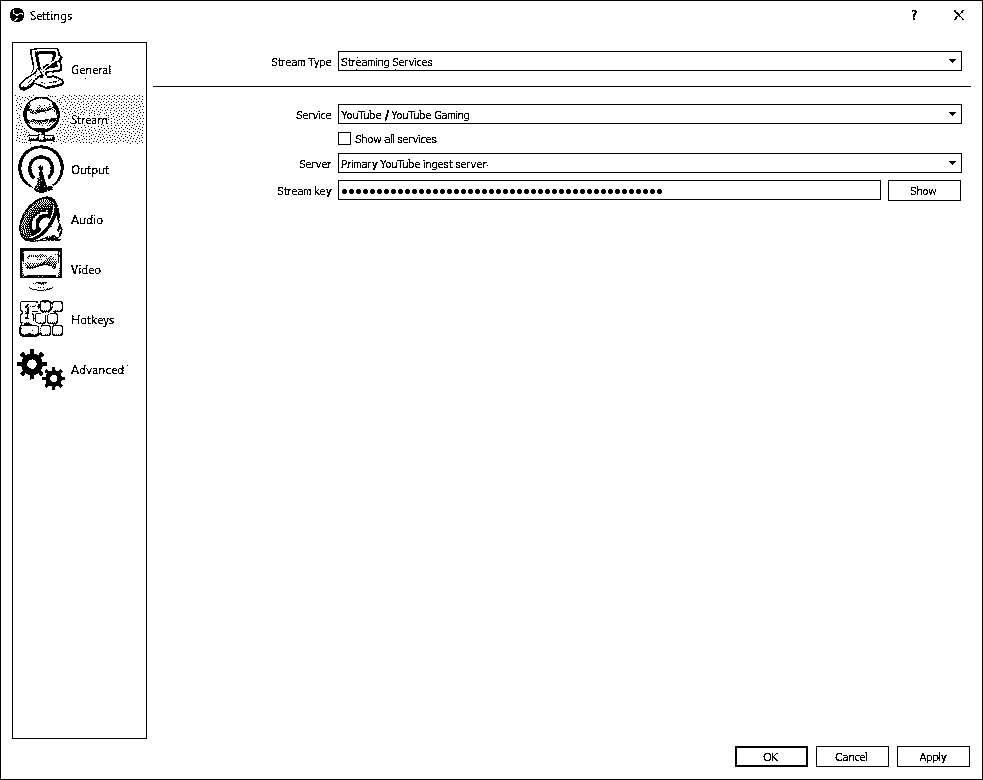 Settings
?
General
Stream
Output
Audio
Video
Hotkeys
Advanced
Stream Type Streaming Services
Service YouTube / YouTube Gaming
Show all services
Server Primary YouTube ingest server
Stream key ●●●●●●●●●●●●●●●●●●●●●●●●●●●●●●●●●●●●●●●●●●●●●● Show
OK Cancel Apply